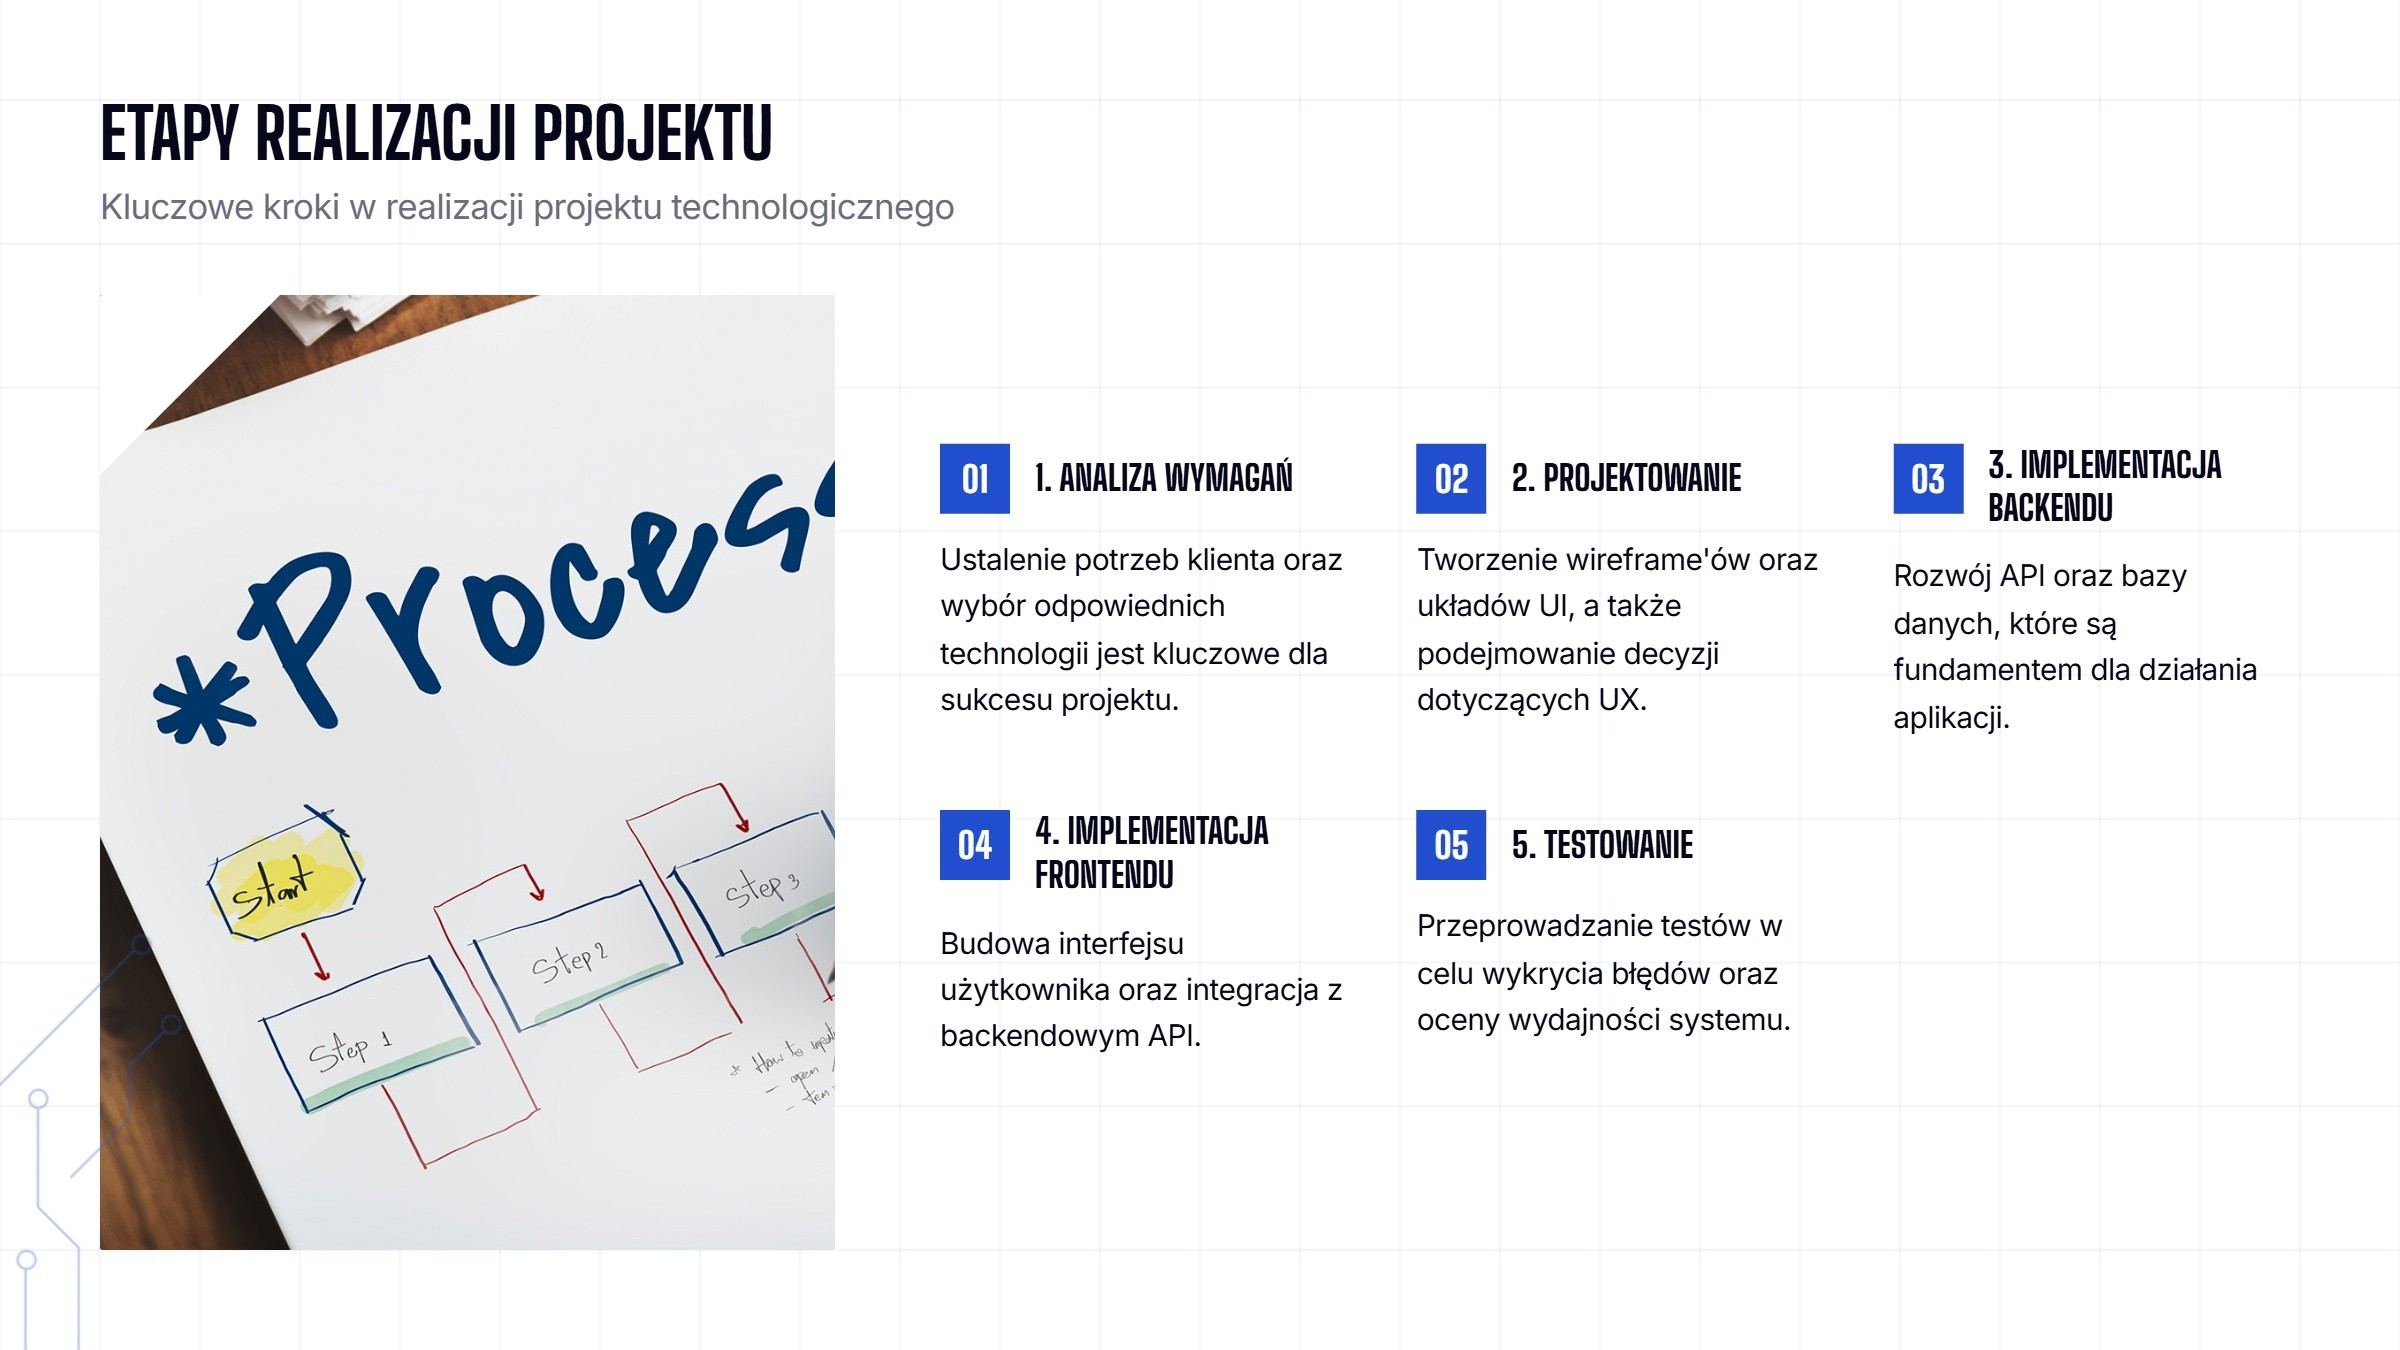 ETAPY REALIZACJI PROJEKTU
Kluczowe kroki w realizacji projektu technologicznego
*Process
Start
Step 1
Step 2
Step 3
* How to
- open
01
1. ANALIZA WYMAGAŃ
Ustalenie potrzeb klienta oraz
wybór odpowiednich
technologii jest kluczowe dla
sukcesu projektu.
02
2. PROJEKTOWANIE
Tworzenie wireframe'ów oraz
układów UI, a także
podejmowanie decyzji
dotyczących UX.
03
3. IMPLEMENTACJA
BACKENDU
Rozwój API oraz bazy
danych, które są
fundamentem dla działania
aplikacji.
04
4. IMPLEMENTACJA
FRONTENDU
Budowa interfejsu
użytkownika oraz integracja z
backendowym API.
05
5. TESTOWANIE
Przeprowadzanie testów w
celu wykrycia błędów oraz
oceny wydajności systemu.